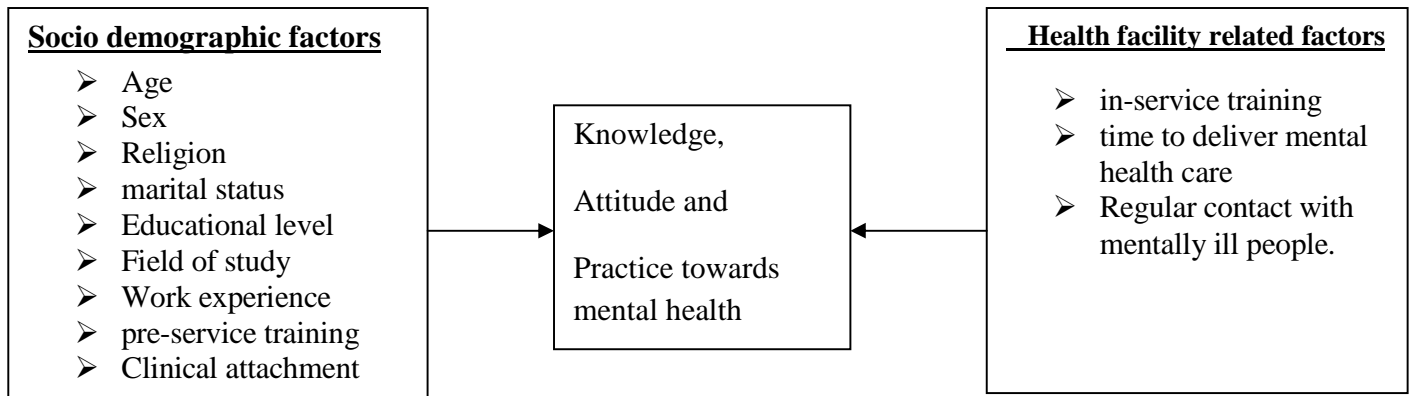 Socio demographic factors
➢ Age
➢ Sex
➢ Religion
➢ marital status
➢ Educational level
➢ Field of study
➢ Work experience
➢ pre-service training
➢ Clinical attachment
Knowledge,
Attitude and
Practice towards
mental health
Health facility related factors
➢ in-service training
➢ time to deliver mental
health care
➢ Regular contact with
mentally ill people.